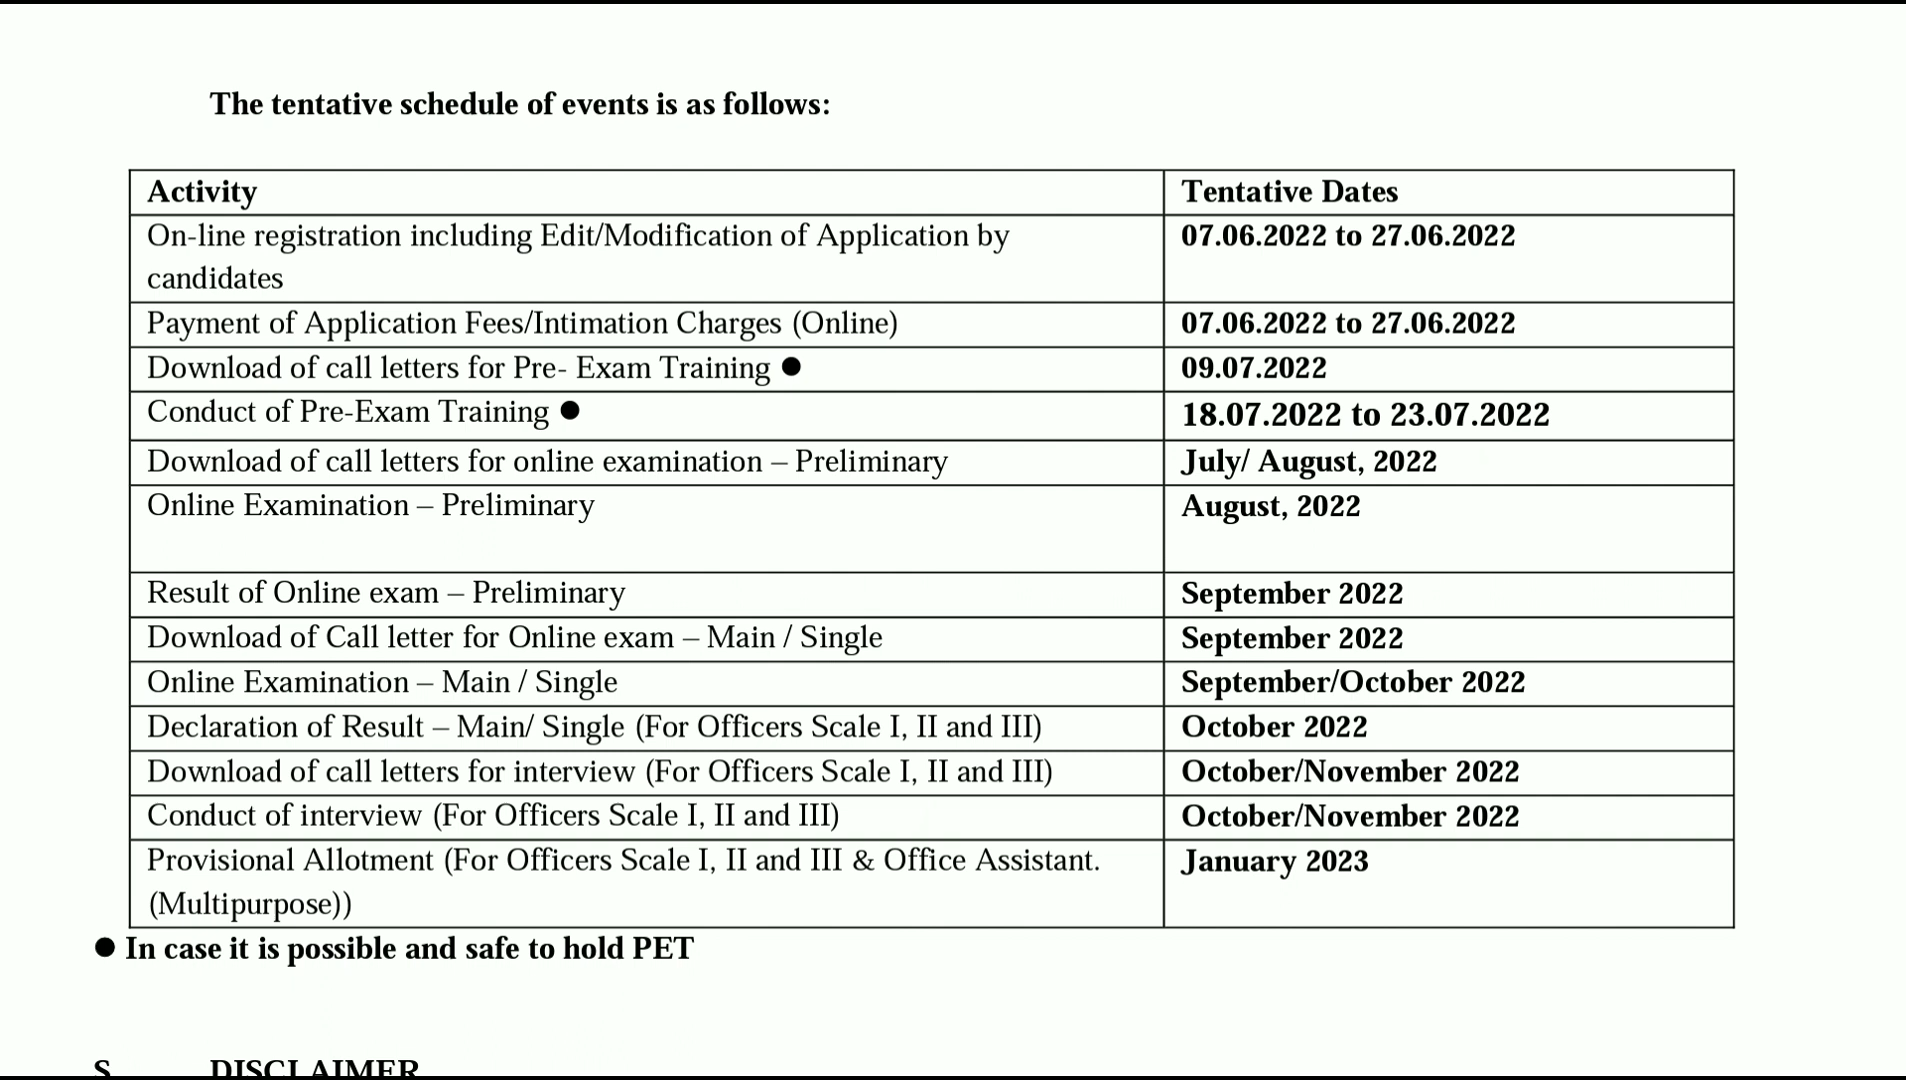 The tentative schedule of events is as follows:
Activity Tentative Dates
On-line registration including Edit/Modification of Application by 07.06.2022 to 27.06.2022
candidates
Payment of Application Fees/Intimation Charges (Online) 07.06.2022 to 27.06.2022
Download of call letters for Pre- Exam Training ● 09.07.2022
Conduct of Pre-Exam Training ● 18.07.2022 to 23.07.2022
Download of call letters for online examination – Preliminary July/ August, 2022
Online Examination – Preliminary August, 2022
Result of Online exam – Preliminary September 2022
Download of Call letter for Online exam – Main / Single September 2022
Online Examination – Main / Single September/October 2022
Declaration of Result – Main/ Single (For Officers Scale I, II and III) October 2022
Download of call letters for interview (For Officers Scale I, II and III) October/November 2022
Conduct of interview (For Officers Scale I, II and III) October/November 2022
Provisional Allotment (For Officers Scale I, II and III & Office Assistant. January 2023
(Multipurpose))
● In case it is possible and safe to hold PET
S DISCLAIMER